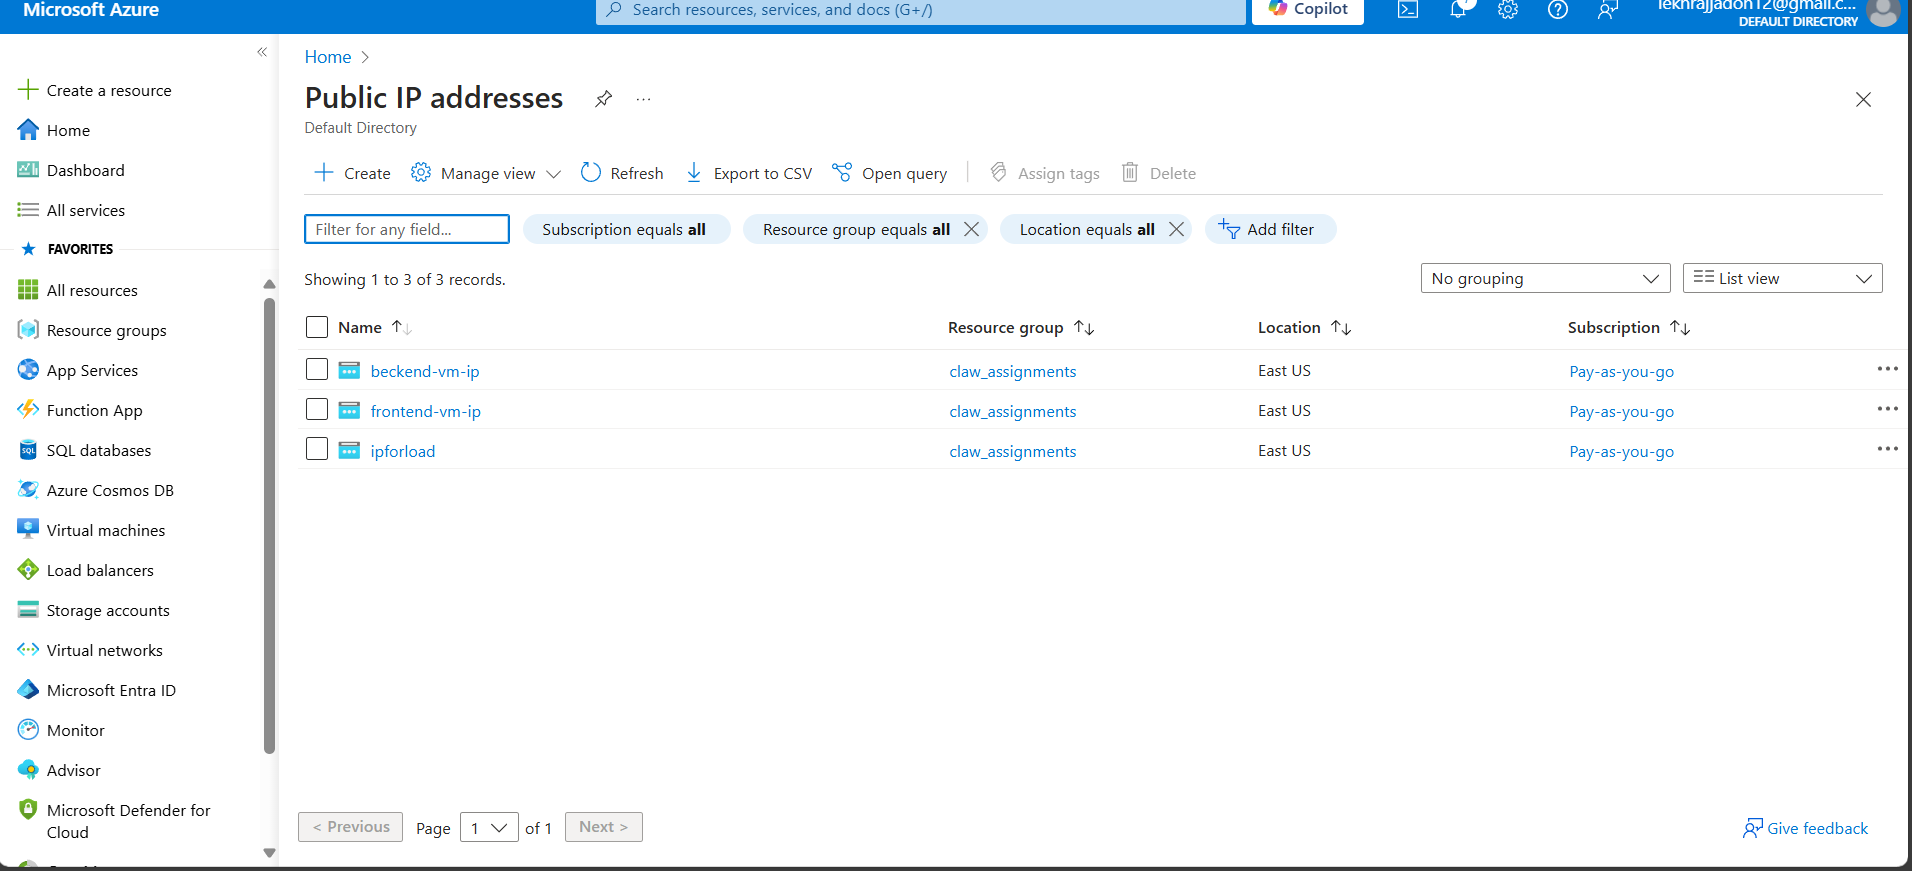 Microsoft Azure
Search resources, services, and docs (G+/)
Copilot
lekhrajjadon12@gmail.c...
DEFAULT DIRECTORY
Create a resource
Home
Dashboard
All services
FAVORITES
All resources
Resource groups
App Services
Function App
SQL databases
Azure Cosmos DB
Virtual machines
Load balancers
Storage accounts
Virtual networks
Microsoft Entra ID
Monitor
Advisor
Microsoft Defender for
Cloud
Home >
Public IP addresses
Default Directory
Create Manage view Refresh Export to CSV Open query Assign tags Delete
Filter for any field... Subscription equals all Resource group equals all Location equals all Add filter
Showing 1 to 3 of 3 records.
No grouping List view
Name Resource group Location Subscription
beckend-vm-ip claw_assignments East US Pay-as-you-go
frontend-vm-ip claw_assignments East US Pay-as-you-go
ipforload claw_assignments East US Pay-as-you-go
< Previous Page 1 of 1 Next >
Give feedback